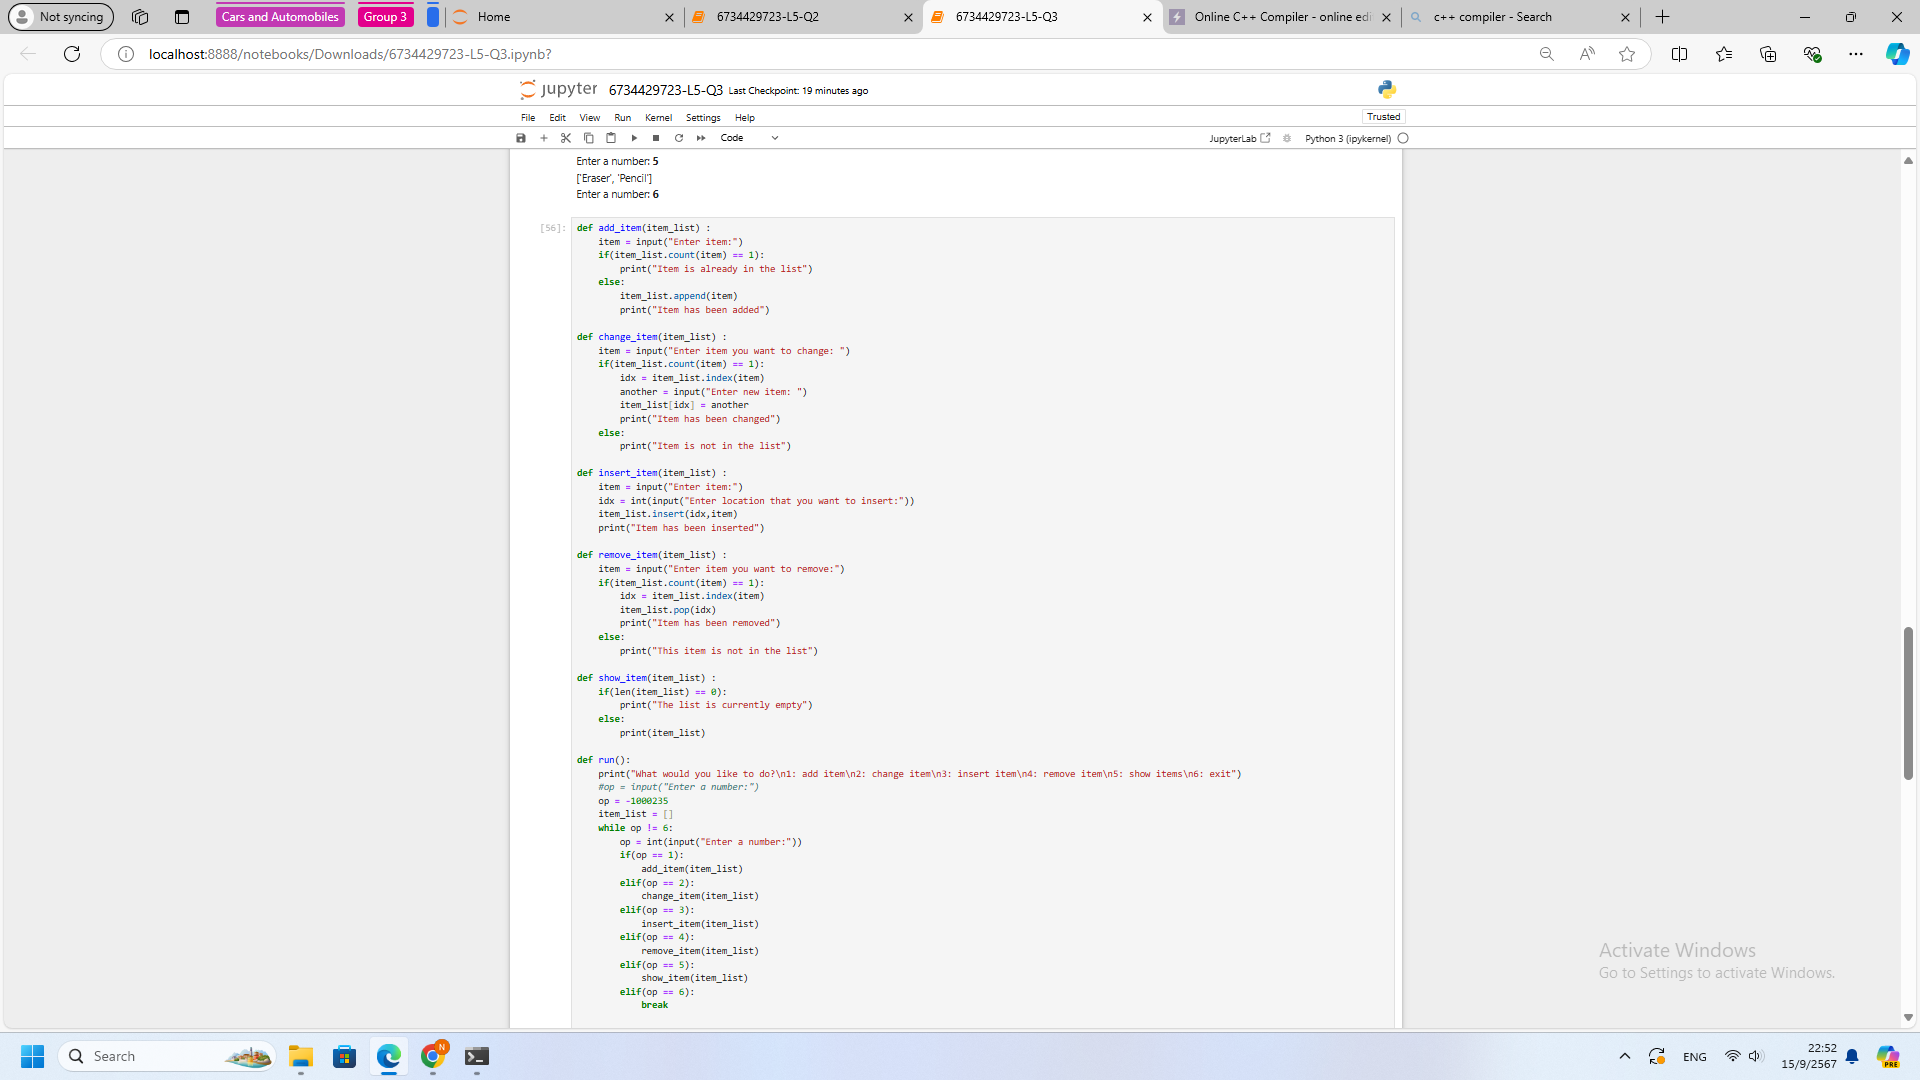 Not syncing
Cars and Automobiles
Group 3
Home
6734429723-L5-Q2
6734429723-L5-Q3
Online C++ Compiler - online edi
c++ compiler - Search
localhost:8888/notebooks/Downloads/6734429723-L5-Q3.ipynb?
jupyter 6734429723-L5-Q3 Last Checkpoint: 19 minutes ago
File Edit View Run Kernel Settings Help
Trusted
Code
JupyterLab
Python 3 (ipykernel)
Enter a number: 5
['Eraser', 'Pencil']
Enter a number: 6
[56]:
def add_item(item_list) :
    item = input("Enter item:")
    if(item_list.count(item) == 1):
        print("Item is already in the list")
    else:
        item_list.append(item)
        print("Item has been added")
def change_item(item_list) :
    item = input("Enter item you want to change: ")
    if(item_list.count(item) == 1):
        idx = item_list.index(item)
        another = input("Enter new item: ")
        item_list[idx] = another
        print("Item has been changed")
    else:
        print("Item is not in the list")
def insert_item(item_list) :
    item = input("Enter item:")
    idx = int(input("Enter location that you want to insert:"))
    item_list.insert(idx,item)
    print("Item has been inserted")
def remove_item(item_list) :
    item = input("Enter item you want to remove:")
    if(item_list.count(item) == 1):
        idx = item_list.index(item)
        item_list.pop(idx)
        print("Item has been removed")
    else:
        print("This item is not in the list")
def show_item(item_list) :
    if(len(item_list) == 0):
        print("The list is currently empty")
    else:
        print(item_list)
def run():
    print("What would you like to do?\n1: add item\n2: change item\n3: insert item\n4: remove item\n5: show items\n6: exit")
    #op = input("Enter a number:")
    op = -1000235
    item_list = []
    while op != 6:
        op = int(input("Enter a number:"))
        if(op == 1):
            add_item(item_list)
        elif(op == 2):
            change_item(item_list)
        elif(op == 3):
            insert_item(item_list)
        elif(op == 4):
            remove_item(item_list)
        elif(op == 5):
            show_item(item_list)
        elif(op == 6):
            break
Activate Windows
Go to Settings to activate Windows.
Search
N
ENG
22:52
15/9/2567
PRE